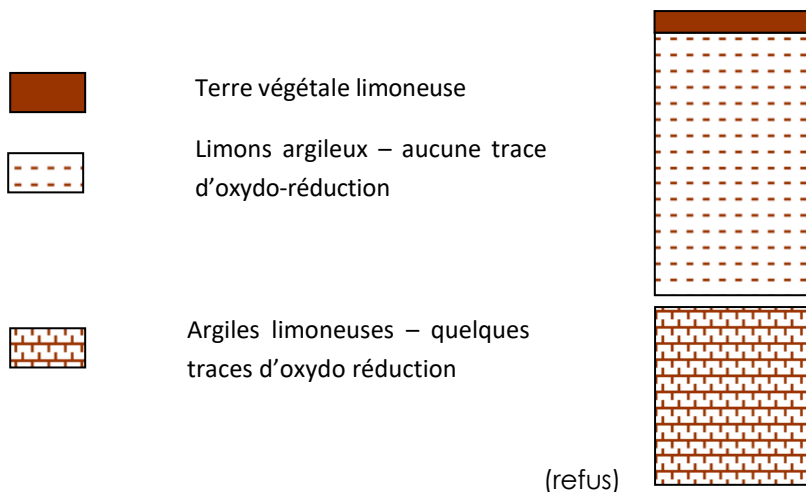 Terre végétale limoneuse
Limons argileux – aucune trace
d’oxydo-réduction
Argiles limoneuses – quelques
traces d’oxydo réduction
(refus)